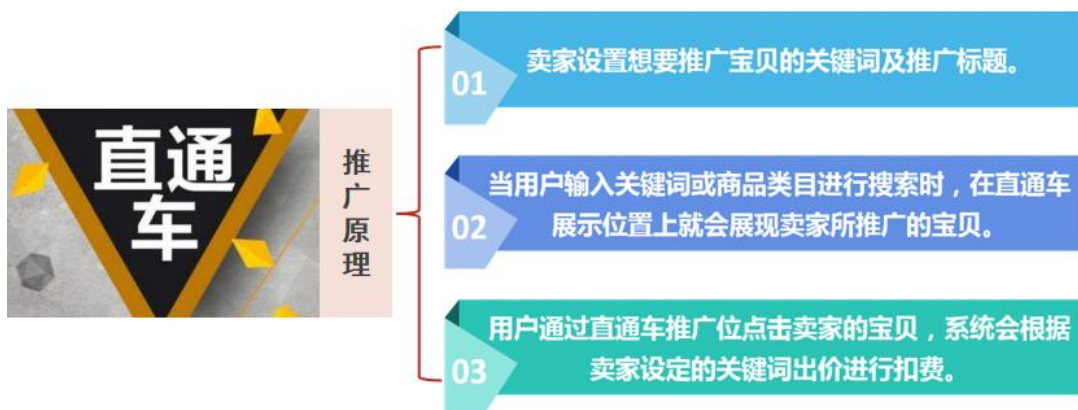 直通
车
推
广
原
理
01
卖家设置想要推广宝贝的关键词及推广标题。
02
当用户输入关键词或商品类目进行搜索时，在直通车
展示位置上就会展现卖家所推广的宝贝。
03
用户通过直通车推广位点击卖家的宝贝，系统会根据
卖家设定的关键词出价进行扣费。